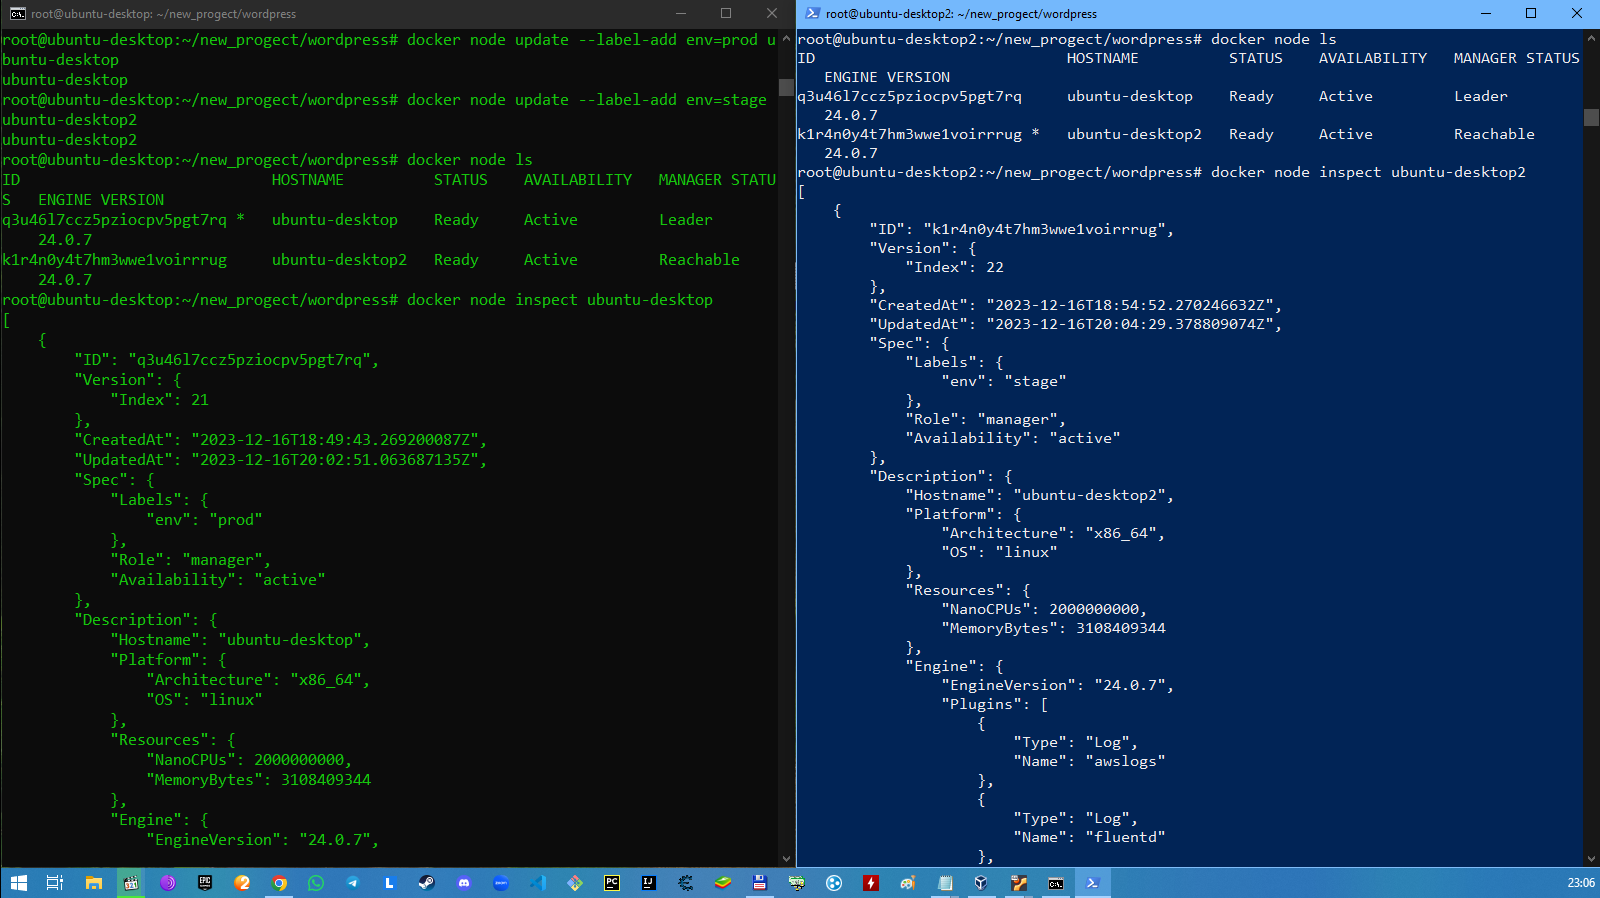 root@ubuntu-desktop: ~/new_progect/wordpress
root@ubuntu-desktop:~/new_progect/wordpress# docker node update --label-add env=prod u
buntu-desktop
ubuntu-desktop
root@ubuntu-desktop:~/new_progect/wordpress# docker node update --label-add env=stage
ubuntu-desktop2
ubuntu-desktop2
root@ubuntu-desktop:~/new_progect/wordpress# docker node ls
ID                            HOSTNAME          STATUS    AVAILABILITY   MANAGER STATU
S   ENGINE VERSION
q3u46l7ccz5pziocpv5pgt7rq *   ubuntu-desktop    Ready     Active         Leader
    24.0.7
k1r4n0y4t7hm3wwe1voirrrug     ubuntu-desktop2   Ready     Active         Reachable
    24.0.7
root@ubuntu-desktop:~/new_progect/wordpress# docker node inspect ubuntu-desktop
[
    {
        "ID": "q3u46l7ccz5pziocpv5pgt7rq",
        "Version": {
            "Index": 21
        },
        "CreatedAt": "2023-12-16T18:49:43.269200087Z",
        "UpdatedAt": "2023-12-16T20:02:51.063687135Z",
        "Spec": {
            "Labels": {
                "env": "prod"
            },
            "Role": "manager",
            "Availability": "active"
        },
        "Description": {
            "Hostname": "ubuntu-desktop",
            "Platform": {
                "Architecture": "x86_64",
                "OS": "linux"
            },
            "Resources": {
                "NanoCPUs": 2000000000,
                "MemoryBytes": 3108409344
            },
            "Engine": {
                "EngineVersion": "24.0.7",
root@ubuntu-desktop2: ~/new_progect/wordpress
root@ubuntu-desktop2:~/new_progect/wordpress# docker node ls
ID                            HOSTNAME          STATUS    AVAILABILITY   MANAGER STATUS
   ENGINE VERSION
q3u46l7ccz5pziocpv5pgt7rq     ubuntu-desktop    Ready     Active         Leader
   24.0.7
k1r4n0y4t7hm3wwe1voirrrug *   ubuntu-desktop2   Ready     Active         Reachable
   24.0.7
root@ubuntu-desktop2:~/new_progect/wordpress# docker node inspect ubuntu-desktop2
[
    {
        "ID": "k1r4n0y4t7hm3wwe1voirrrug",
        "Version": {
            "Index": 22
        },
        "CreatedAt": "2023-12-16T18:54:52.270246632Z",
        "UpdatedAt": "2023-12-16T20:04:29.378809074Z",
        "Spec": {
            "Labels": {
                "env": "stage"
            },
            "Role": "manager",
            "Availability": "active"
        },
        "Description": {
            "Hostname": "ubuntu-desktop2",
            "Platform": {
                "Architecture": "x86_64",
                "OS": "linux"
            },
            "Resources": {
                "NanoCPUs": 2000000000,
                "MemoryBytes": 3108409344
            },
            "Engine": {
                "EngineVersion": "24.0.7",
                "Plugins": [
                    {
                        "Type": "Log",
                        "Name": "awslogs"
                    },
                    {
                        "Type": "Log",
                        "Name": "fluentd"
                    },
23:06